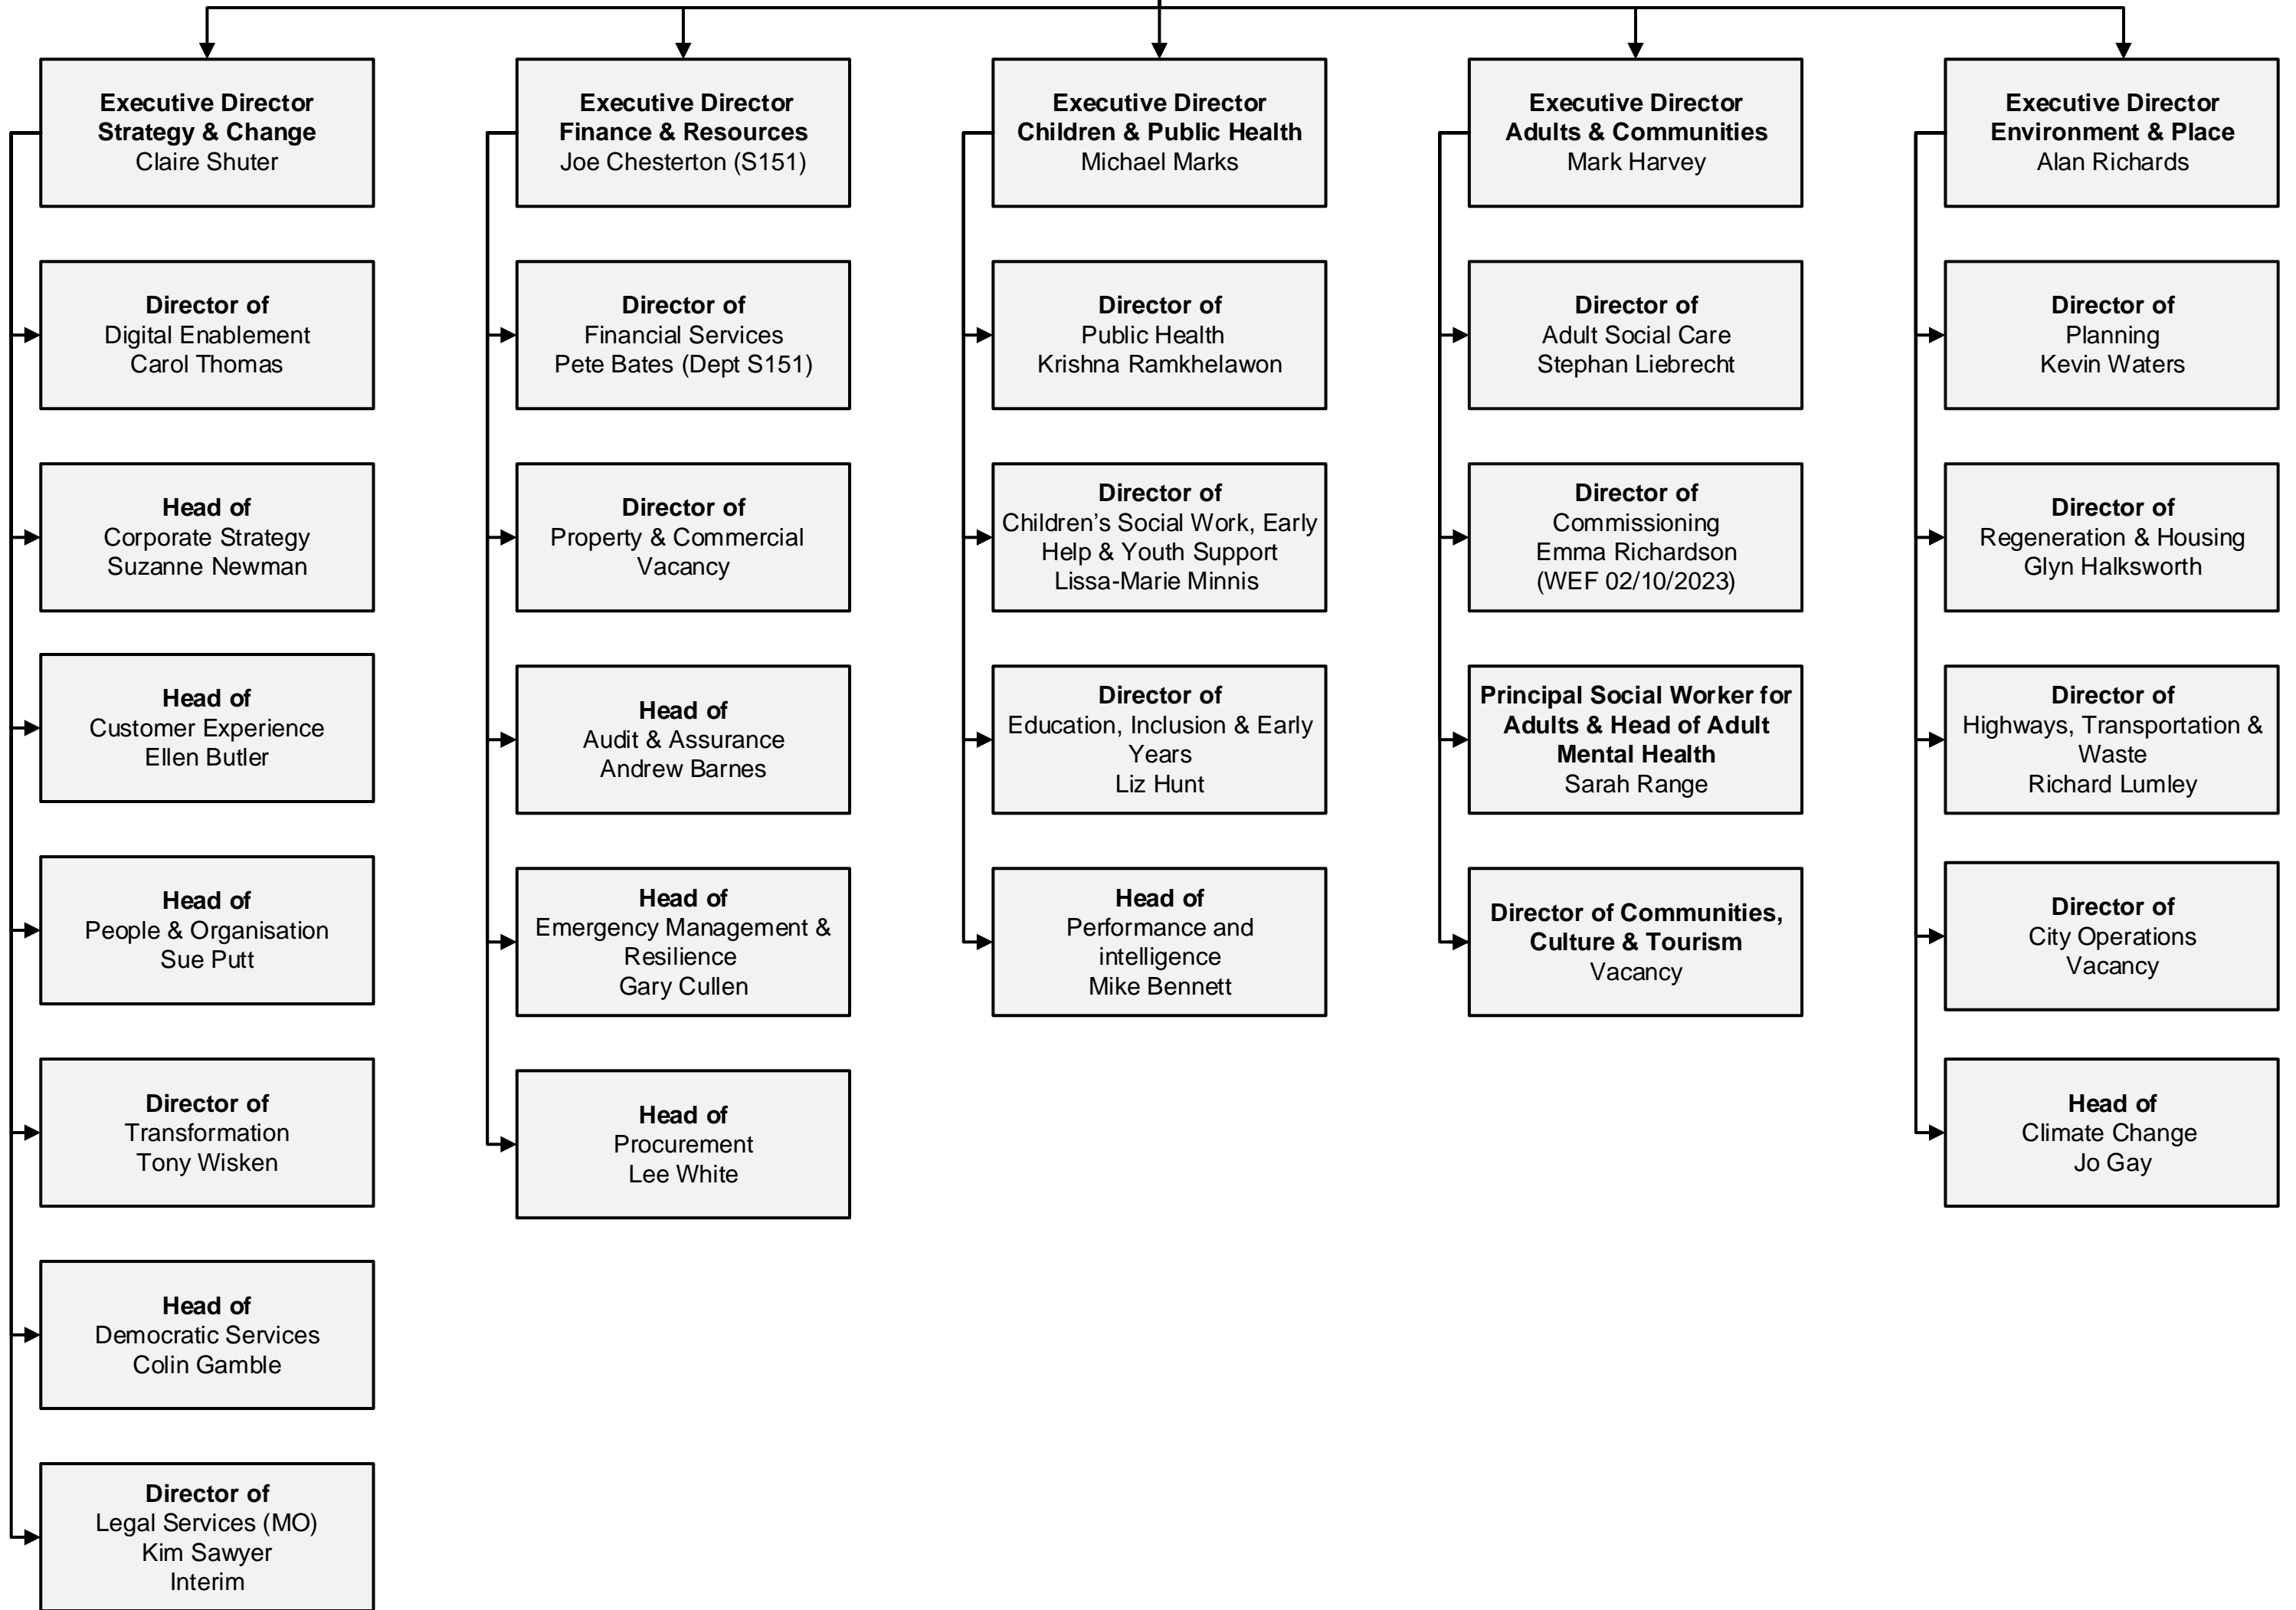 Executive Director
Strategy & Change
Claire Shuter
Director of
Digital Enablement
Carol Thomas
Head of
Corporate Strategy
Suzanne Newman
Head of
Customer Experience
Ellen Butler
Head of
People & Organisation
Sue Putt
Director of
Transformation
Tony Wisken
Head of
Democratic Services
Colin Gamble
Director of
Legal Services (MO)
Kim Sawyer
Interim
Executive Director
Finance & Resources
Joe Chesterton (S151)
Director of
Financial Services
Pete Bates (Dept S151)
Director of
Property & Commercial
Vacancy
Head of
Audit & Assurance
Andrew Barnes
Head of
Emergency Management &
Resilience
Gary Cullen
Head of
Procurement
Lee White
Executive Director
Children & Public Health
Michael Marks
Director of
Public Health
Krishna Ramkhelawon
Director of
Children’s Social Work, Early
Help & Youth Support
Lissa-Marie Minnis
Director of
Education, Inclusion & Early
Years
Liz Hunt
Head of
Performance and
intelligence
Mike Bennett
Executive Director
Adults & Communities
Mark Harvey
Director of
Adult Social Care
Stephan Liebrecht
Director of
Commissioning
Emma Richardson
(WEF 02/10/2023)
Principal Social Worker for
Adults & Head of Adult
Mental Health
Sarah Range
Director of Communities,
Culture & Tourism
Vacancy
Executive Director
Environment & Place
Alan Richards
Director of
Planning
Kevin Waters
Director of
Regeneration & Housing
Glyn Halksworth
Director of
Highways, Transportation &
Waste
Richard Lumley
Director of
City Operations
Vacancy
Head of
Climate Change
Jo Gay